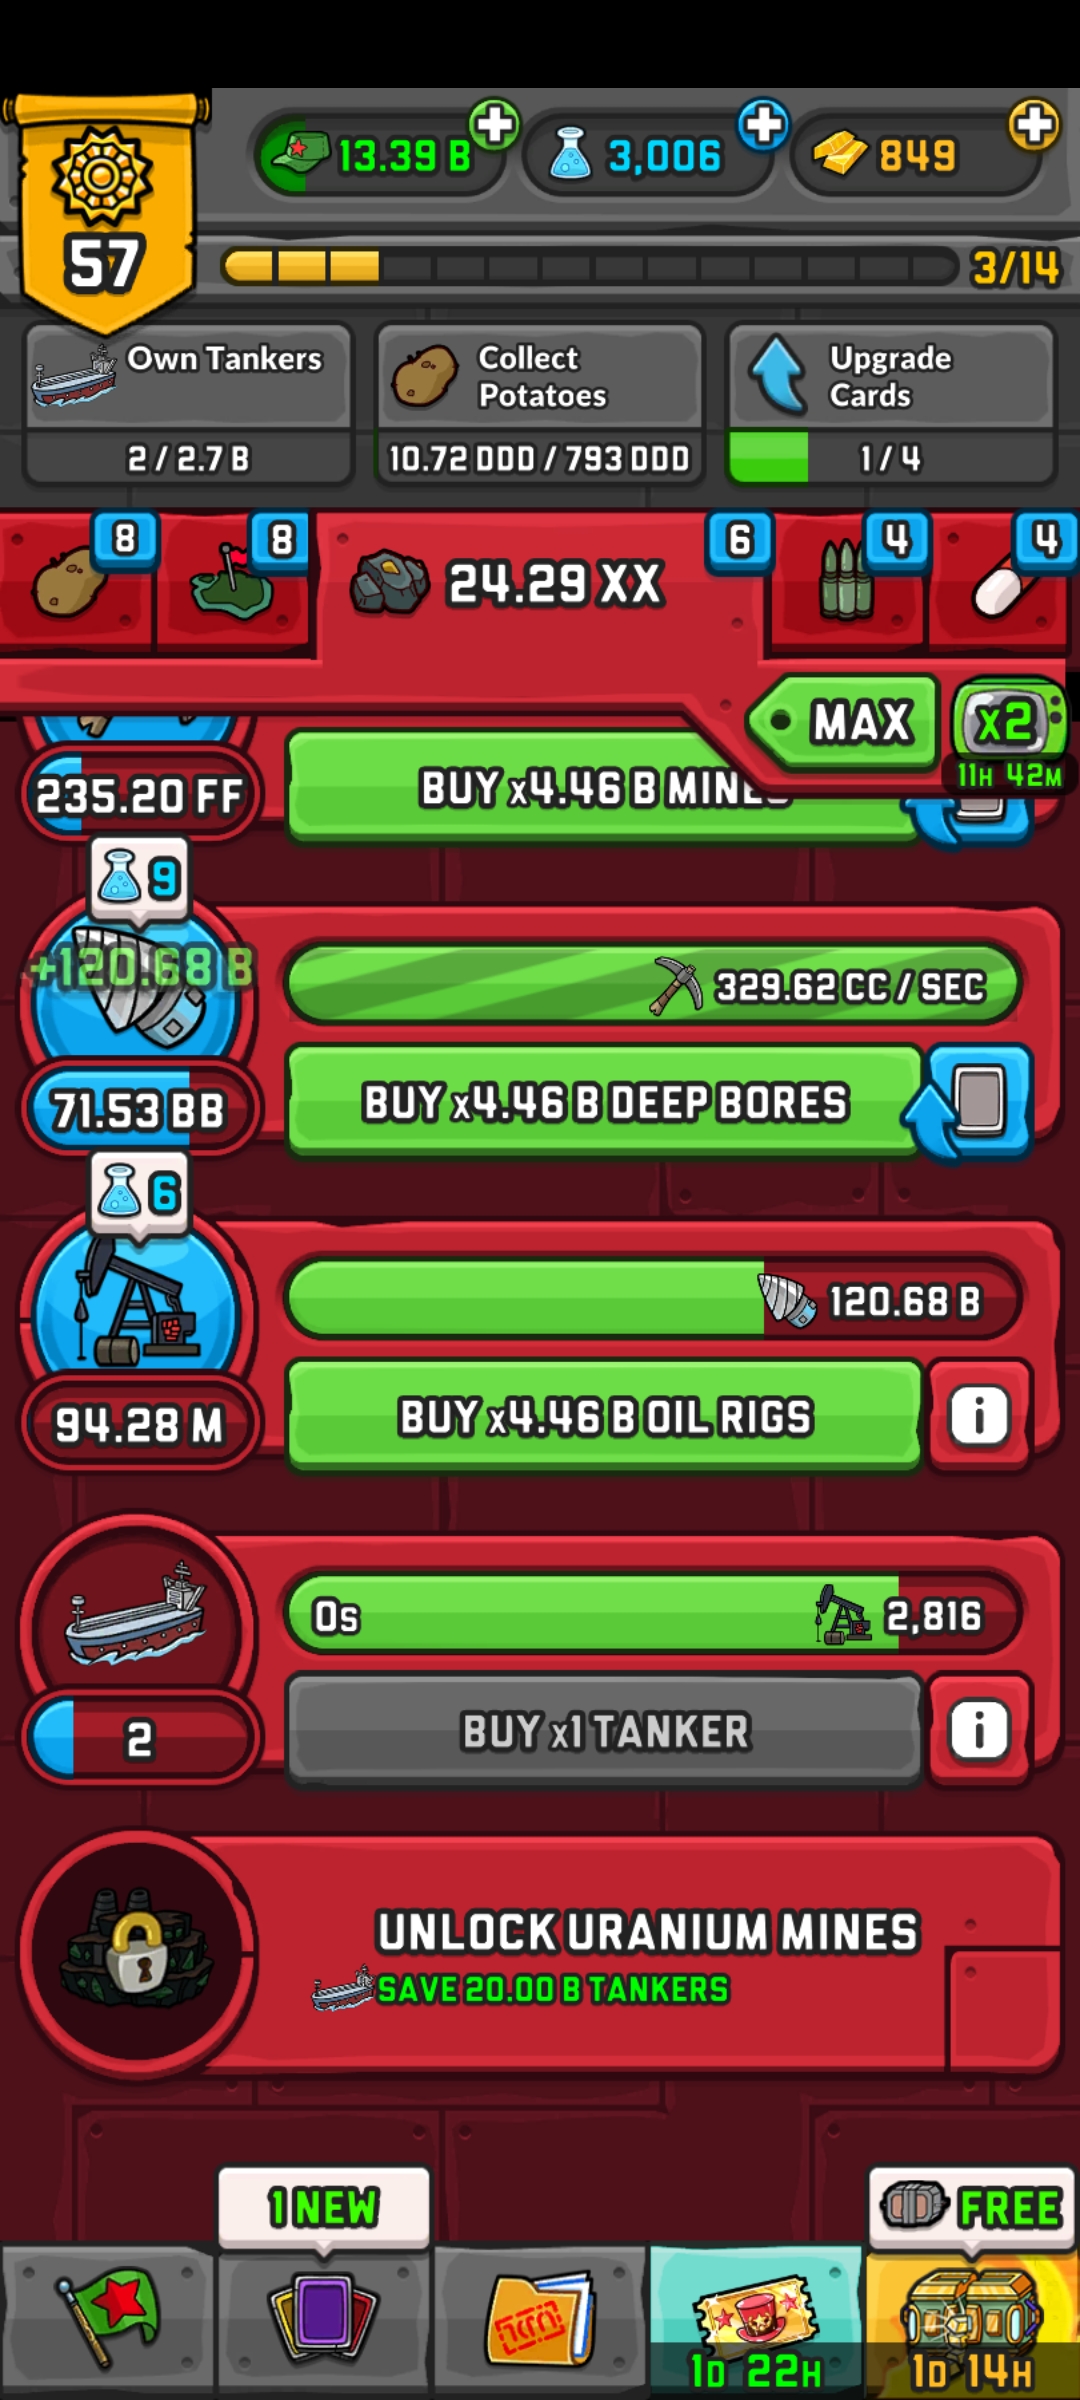 13.39 B
3,006
849
57
3/14
Own Tankers
2 / 2.7 B
Collect
Potatoes
10.72 DDD / 793 DDD
Upgrade
Cards
1 / 4
8
8
24.29 XX
6
4
4
MAX
x2
11H 42M
235.20 FF
BUY x4.46 B MINES
9
+120.68 B
329.62 CC / SEC
71.53 BB
BUY x4.46 B DEEP BORES
6
120.68 B
94.28 M
BUY x4.46 B OIL RIGS
i
0s
2,816
2
BUY x1 TANKER
i
UNLOCK URANIUM MINES
SAVE 20.00 B TANKERS
1 NEW
FREE
1D 22H
1D 14H